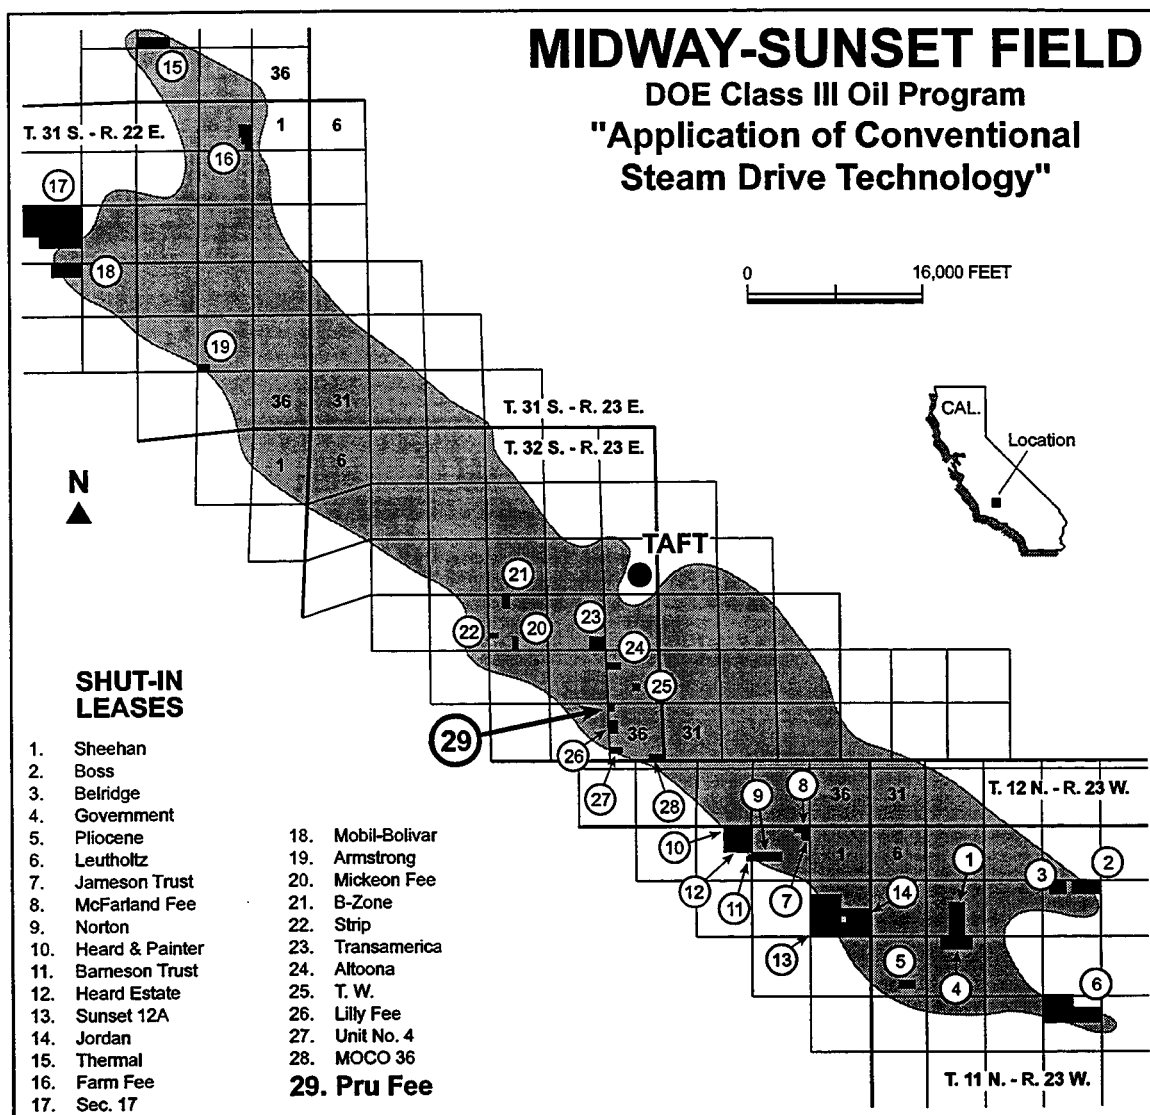 MIDWAY-SUNSET FIELD
DOE Class III Oil Program
"Application of Conventional
Steam Drive Technology"
15
36
T. 31 S. - R. 22 E.
1
6
16
17
18
0
16,000 FEET
19
36
31
T. 31 S. - R. 23 E.
T. 32 S. - R. 23 E.
1
6
CAL.
Location
N
TAFT
21
22
20
23
24
25
29
26
36
31
27
28
9
8
36
31
T. 12 N. - R. 23 W.
10
1
6
1
3
2
12
11
7
14
13
5
4
6
T. 11 N. - R. 23 W.
SHUT-IN
LEASES
1. Sheehan
2. Boss
3. Belridge
4. Government
5. Pliocene
6. Leutholtz
7. Jameson Trust
8. McFarland Fee
9. Norton
10. Heard & Painter
11. Barneson Trust
12. Heard Estate
13. Sunset 12A
14. Jordan
15. Thermal
16. Farm Fee
17. Sec. 17
18. Mobil-Bolivar
19. Armstrong
20. Mickeon Fee
21. B-Zone
22. Strip
23. Transamerica
24. Altoona
25. T. W.
26. Lilly Fee
27. Unit No. 4
28. MOCO 36
29. Pru Fee